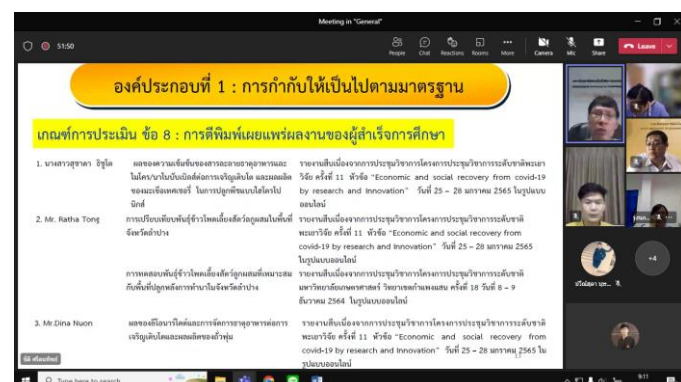 Meeting in "General"
51:50
People
Chat
Reactions
Rooms
More
Camera
Mic
Share
Leave
องค์ประกอบที่ 1 : การกำกับให้เป็นไปตามมาตรฐาน
เกณฑ์การประเมิน ข้อ 8 : การตีพิมพ์เผยแพร่ผลงานของผู้สำเร็จการศึกษา
1. นางสาวสุชาดา
ผลของความเข้มข้นของสารละลายธาตุอาหารและ
ไมโคร/นาโนบับเบิลส์ต่อการเจริญเติบโต และผลผลิต
ของมะเขือเทศเชอรี่ ในการปลูกพืชแบบไฮโดรโป
นิกส์
รายงานสืบเนื่องจากการประชุมวิชาการโครงการประชุมวิชาการระดับชาติพะเยา
วิจัย ครั้งที่ 11 หัวข้อ "Economic and social recovery from covid-19
by research and Innovation" วันที่ 25 – 28 มกราคม 2565 ในรูปแบบ
ออนไลน์
2. Mr. Ratha Tong
การเปรียบเทียบพันธุ์ข้าวโพดเลี้ยงสัตว์ลูกผสมในพื้นที่
จังหวัดลำปาง
รายงานสืบเนื่องจากการประชุมวิชาการโครงการประชุมวิชาการระดับชาติ
พะเยาวิจัย ครั้งที่ 11 หัวข้อ "Economic and social recovery from
covid-19 by research and Innovation" วันที่ 25 – 28 มกราคม 2565
ในรูปแบบออนไลน์
การทดสอบพันธุ์ข้าวโพดเลี้ยงสัตว์ลูกผสมที่เหมาะสม
กับพื้นที่ปลูกหลังการทำนาในจังหวัดลำปาง
รายงานสืบเนื่องจากการประชุมวิชาการโครงการประชุมวิชาการระดับชาติ
มหาวิทยาลัยเกษตรศาสตร์ วิทยาเขตกำแพงแสน ครั้งที่ 18 วันที่ 8 – 9
ธันวาคม 2564 ในรูปแบบออนไลน์
3. Mr.Dina Nuon
ผลของลีโอนาร์ไดต์และการจัดการธาตุอาหารต่อการ
เจริญเติบโตและผลผลิตของถั่วพุ่ม
รายงานสืบเนื่องจากการประชุมวิชาการโครงการประชุมวิชาการระดับชาติ
พะเยาวิจัย ครั้งที่ 11 หัวข้อ "Economic and social recovery from
covid-19 by research and Innovation" วันที่ 25 – 28 มกราคม 2565 ใน
รูปแบบออนไลน์
+4
Type here to search
9:11